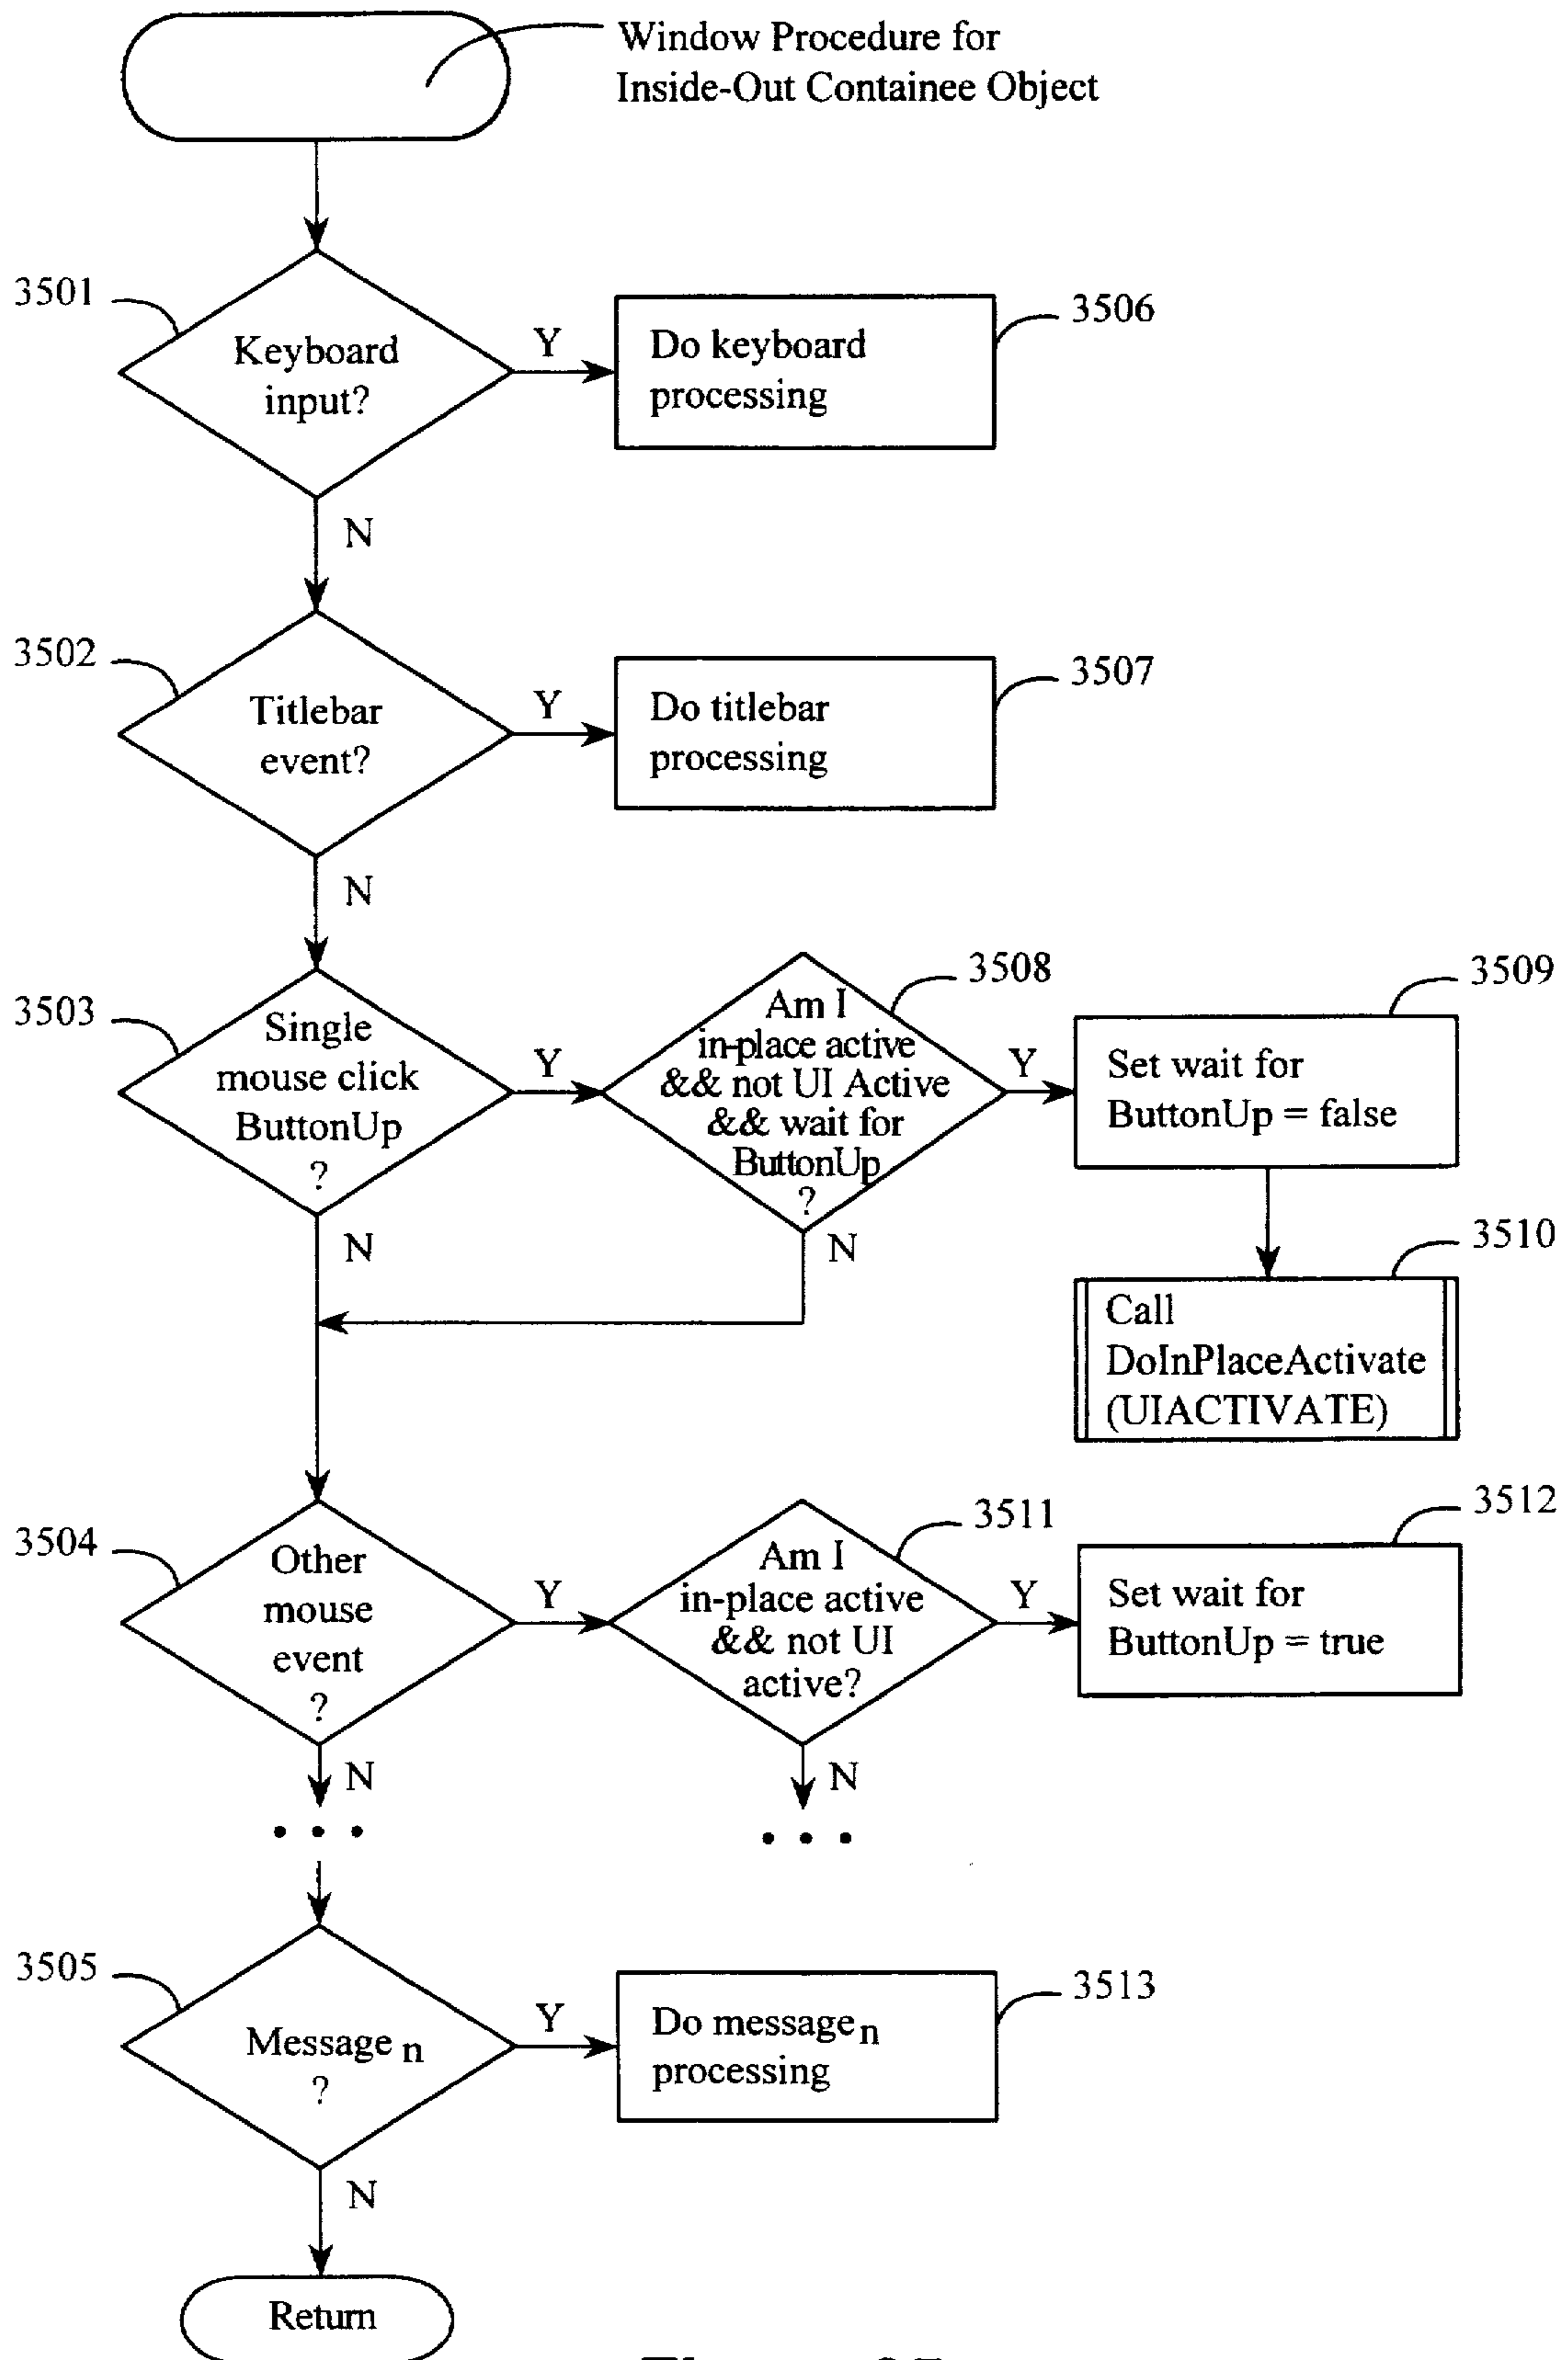 Window Procedure for
Inside-Out Containee Object
3501
Keyboard
input?
Y
Do keyboard
processing
3506
N
3502
Titlebar
event?
Y
Do titlebar
processing
3507
N
3503
Single
mouse click
ButtonUp
?
Y
3508
Am I
in-place active
&& not UI Active
&& wait for
ButtonUp
?
Y
3509
Set wait for
ButtonUp = false
N
N
3510
Call
DoInPlaceActivate
(UIACTIVATE)
3504
Other
mouse
event
?
Y
3511
Am I
in-place active
&& not UI
active?
Y
3512
Set wait for
ButtonUp = true
N
• • •
N
• • •
3505
Message n
?
Y
Do message n
processing
3513
N
Return